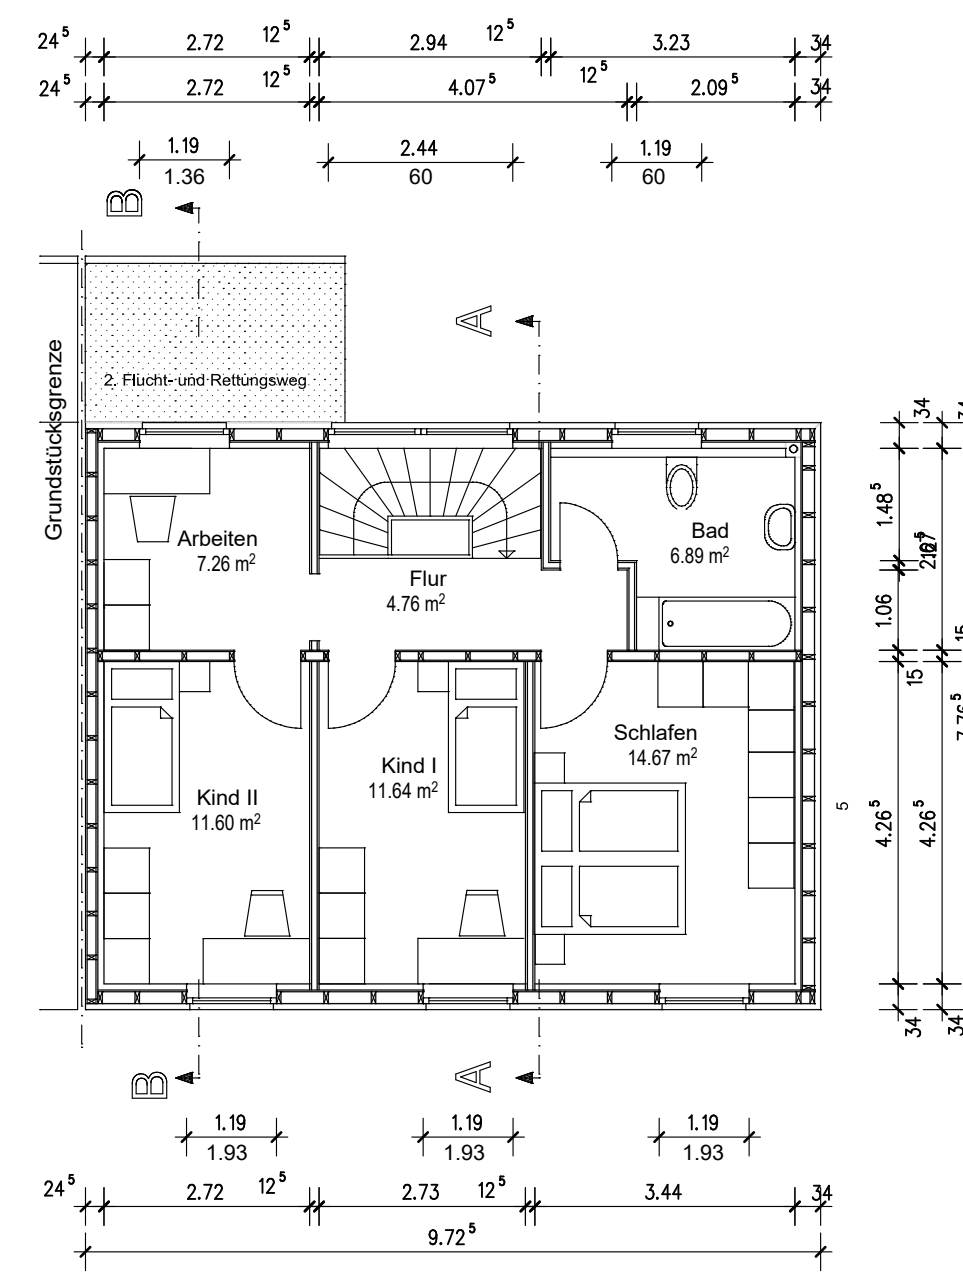 24⁵ 2.72 12⁵ 2.94 12⁵ 3.23 34
24⁵ 2.72 12⁵ 4.07⁵ 12⁵ 2.09⁵ 34
1.19 2.44 1.19
1.36 60 60
B
A
Grundstücksgrenze
2. Flucht- und Rettungsweg
Arbeiten
7.26 m²
Flur
4.76 m²
Bad
6.89 m²
Kind II
11.60 m²
Kind I
11.64 m²
Schlafen
14.67 m²
34
34
1.48⁵
1.06
15
15
7.76⁵
5
4.26⁵
4.26⁵
34
34
B
A
1.19 1.19 1.19
1.93 1.93 1.93
24⁵ 2.72 12⁵ 2.73 12⁵ 3.44 34
9.72⁵